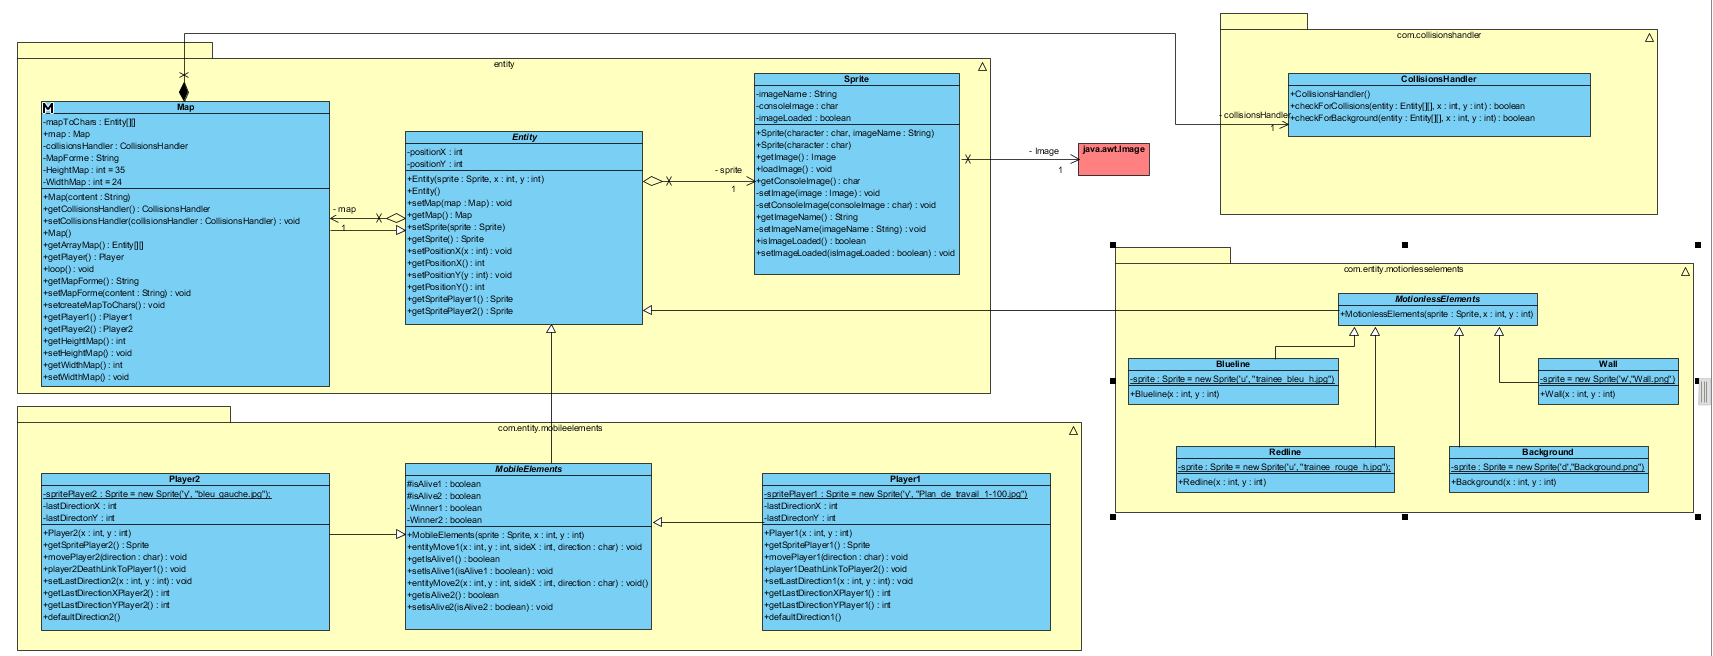 entity
M
Map
-mapToChars : Entity[][]
+map : Map
-collisionsHandler : CollisionsHandler
-MapForme : String
-HeightMap : int = 35
-WidthMap : int = 24
+Map(content : String)
+getCollisionsHandler() : CollisionsHandler
+setCollisionsHandler(collisionsHandler : CollisionsHandler) : void
+Map()
+getArrayMap() : Entity[][]
+getPlayer() : Player
+loop() : void
+getMapForme() : String
+setMapForme(content : String) : void
+setcreateMapToChars() : void
+getPlayer1() : Player1
+getPlayer2() : Player2
+getHeightMap() : int
+setHeightMap() : void
+getWidthMap() : int
+setWidthMap() : void
- map
1
Entity
-positionX : int
-positionY : int
+Entity(sprite : Sprite, x : int, y : int)
+Entity()
+setMap(map : Map) : void
+getMap() : Map
+setSprite(sprite : Sprite)
+getSprite() : Sprite
+setPositionX(x : int) : void
+getPositionX() : int
+setPositionY(y : int) : void
+getPositionY() : int
+getSpritePlayer1() : Sprite
+getSpritPlayer2() : Sprite
- sprite
1
Sprite
-imageName : String
-consoleImage : char
-imageLoaded : boolean
+Sprite(character : char, imageName : String)
+Sprite(character : char)
+getImage() : Image
+loadImage() : void
+getConsoleImage() : char
-setImage(image : Image) : void
-setConsoleImage(consoleImage : char) : void
+getImageName() : String
-setImageName(imageName : String) : void
+isImageLoaded() : boolean
+setImageLoaded(isImageLoaded : boolean) : void
- Image
1
java.awt.Image
com.collisionshandler
CollisionsHandler
+CollisionsHandler()
+checkForCollisions(entity : Entity[][], x : int, y : int) : boolean
+checkForBackground(entity : Entity[][], x : int, y : int) : boolean
- collisionsHandler
1
com.entity.motionlesselements
MotionlessElements
+MotionlessElements(sprite : Sprite, x : int, y : int)
Blueline
-sprite : Sprite = new Sprite('u', "trainee_bleu_h.jpg")
+Blueline(x : int, y : int)
Wall
-sprite : Sprite = new Sprite('w',"Wall.png")
+Wall(x : int, y : int)
Redline
-sprite : Sprite = new Sprite('u', "trainee_rouge_h.jpg");
+Redline(x : int, y : int)
Background
-sprite : Sprite = new Sprite('d',"Background.png")
+Background(x : int, y : int)
com.entity.mobileelements
Player2
-spritePlayer2 : Sprite = new Sprite('y', "bleu_gauche.jpg");
-lastDirectionX : int
-lastDirectonY : int
+Player2(x : int, y : int)
+getSpritePlayer2() : Sprite
+movePlayer2(direction : char) : void
+player2DeathLinkToPlayer1() : void
+setLastDirection2(x : int, y : int) : void
+getLastDirectionXPlayer2() : int
+getLastDirectionYPlayer2() : int
+defaultDirection2()
MobileElements
#isAlive1 : boolean
#isAlive2 : boolean
-Winner1 : boolean
-Winner2 : boolean
+MobileElements(sprite : Sprite, x : int, y : int)
+entityMove1(x : int, y : int, sideX : int, direction : char) : void
+getIsAlive1() : boolean
+setIsAlive1(isAlive1 : boolean) : void
+entityMove2(x : int, y : int, sideX : int, direction : char) : void()
+getisAlive2() : boolean
+setisAlive2(isAlive2 : boolean) : void
Player1
-spritePlayer1 : Sprite = new Sprite('y', "Plan_de_travail_1-100.jpg")
-lastDirectionX : int
-lastDirectonY : int
+Player1(x : int, y : int)
+getSpritePlayer1() : Sprite
+movePlayer1(direction : char) : void
+player1DeathLinkToPlayer2() : void
+setLastDirection1(x : int, y : int) : void
+getLastDirectionXPlayer1() : int
+getLastDirectionYPlayer1() : int
+defaultDirection1()